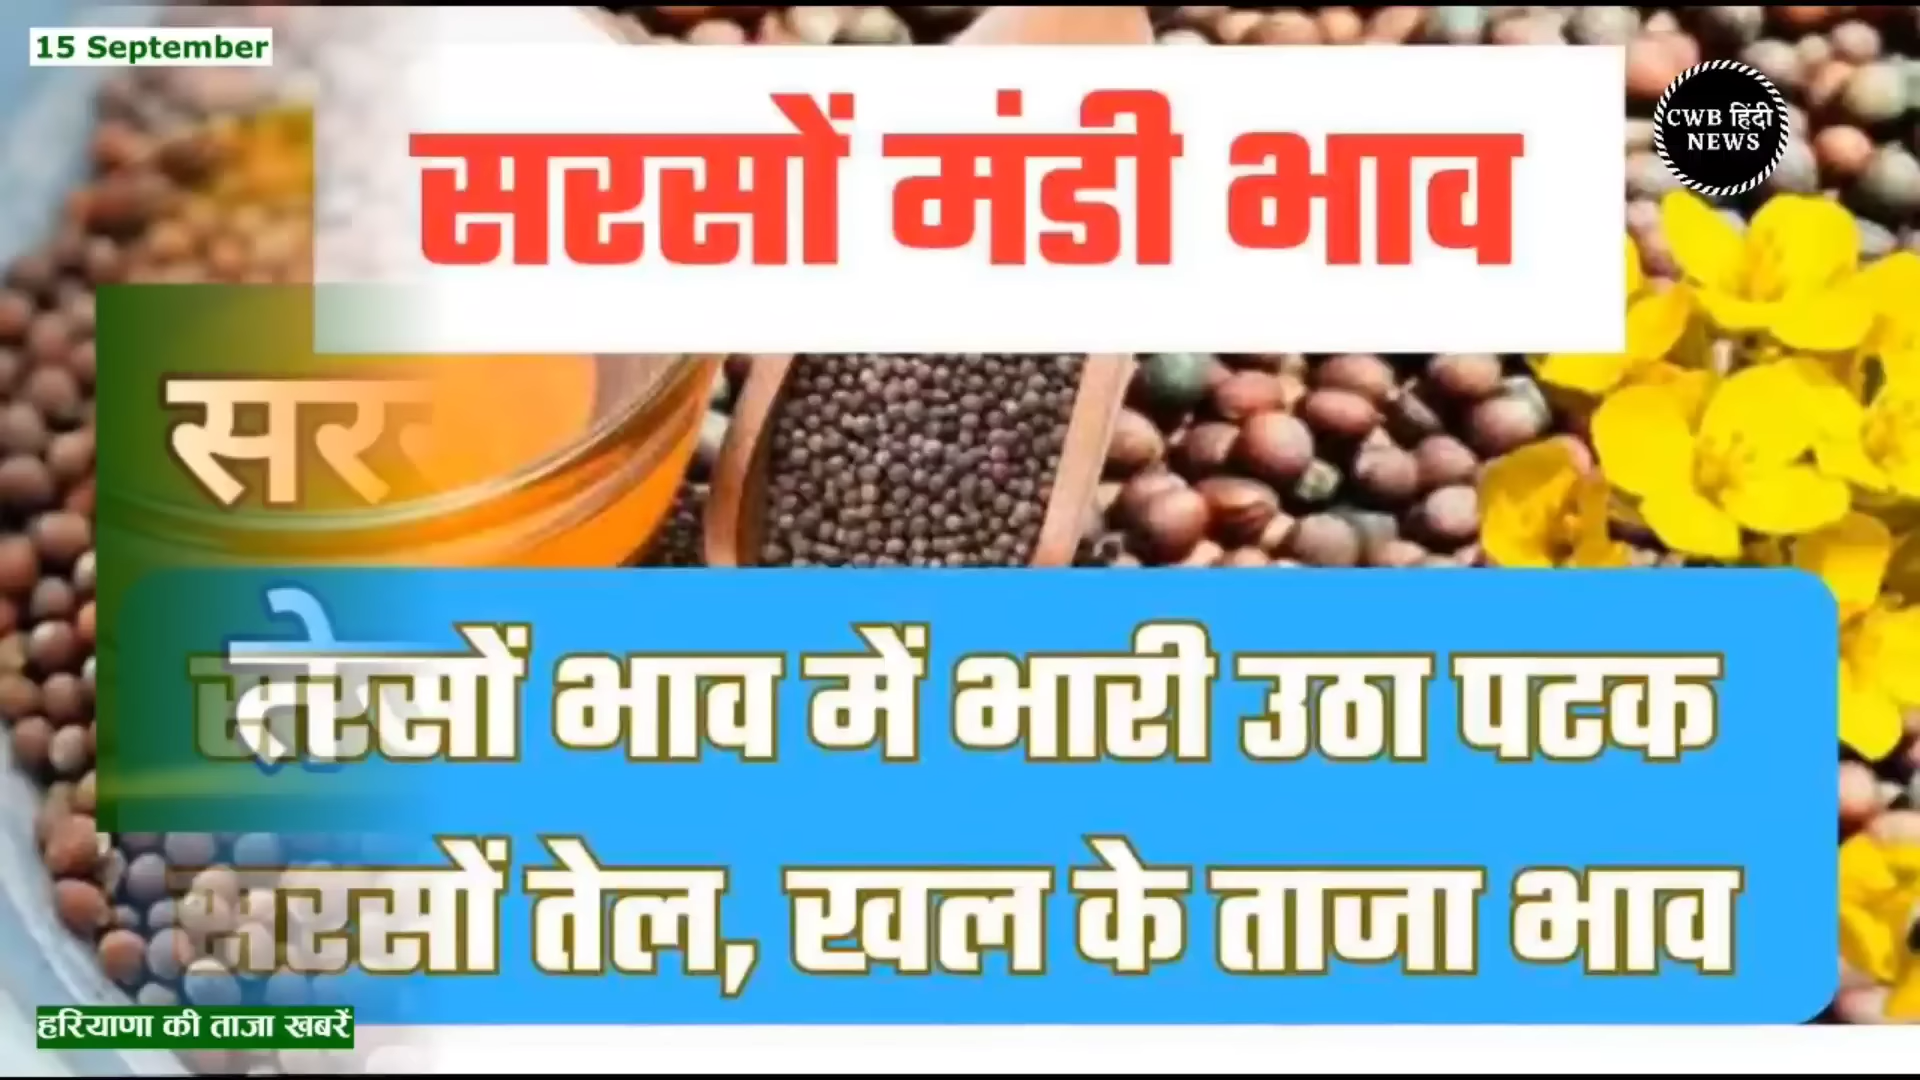 15 September
सरसों मंडी भाव
CWB हिंदी
NEWS
सरसों भाव में भारी उठा पटक
सरसों तेल, खल के ताजा भाव
हरियाणा की ताजा खबरें